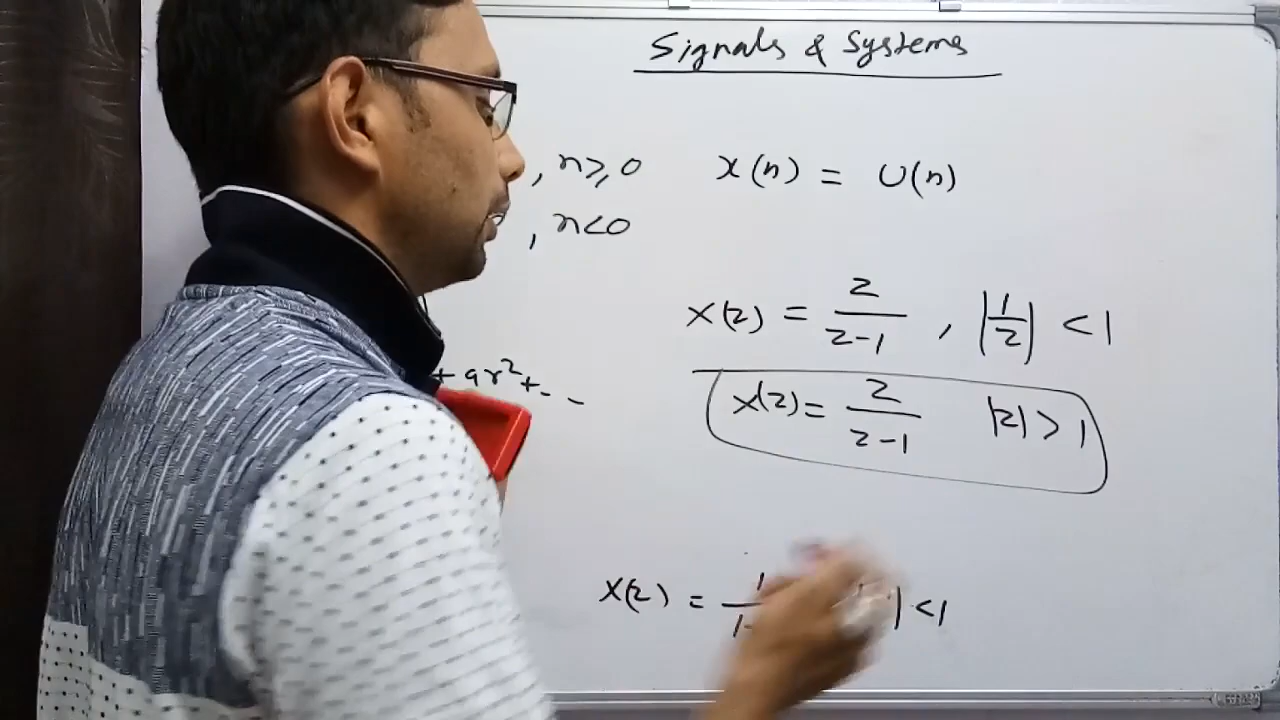 Signals & Systems
, n≥0 x(n) = U(n)
, n<0
X(z) = z/(z-1) , |1/z| < 1
+ ar²+--
X(z) = z/(z-1) |z| > 1
X(z) = 1/1- | <1